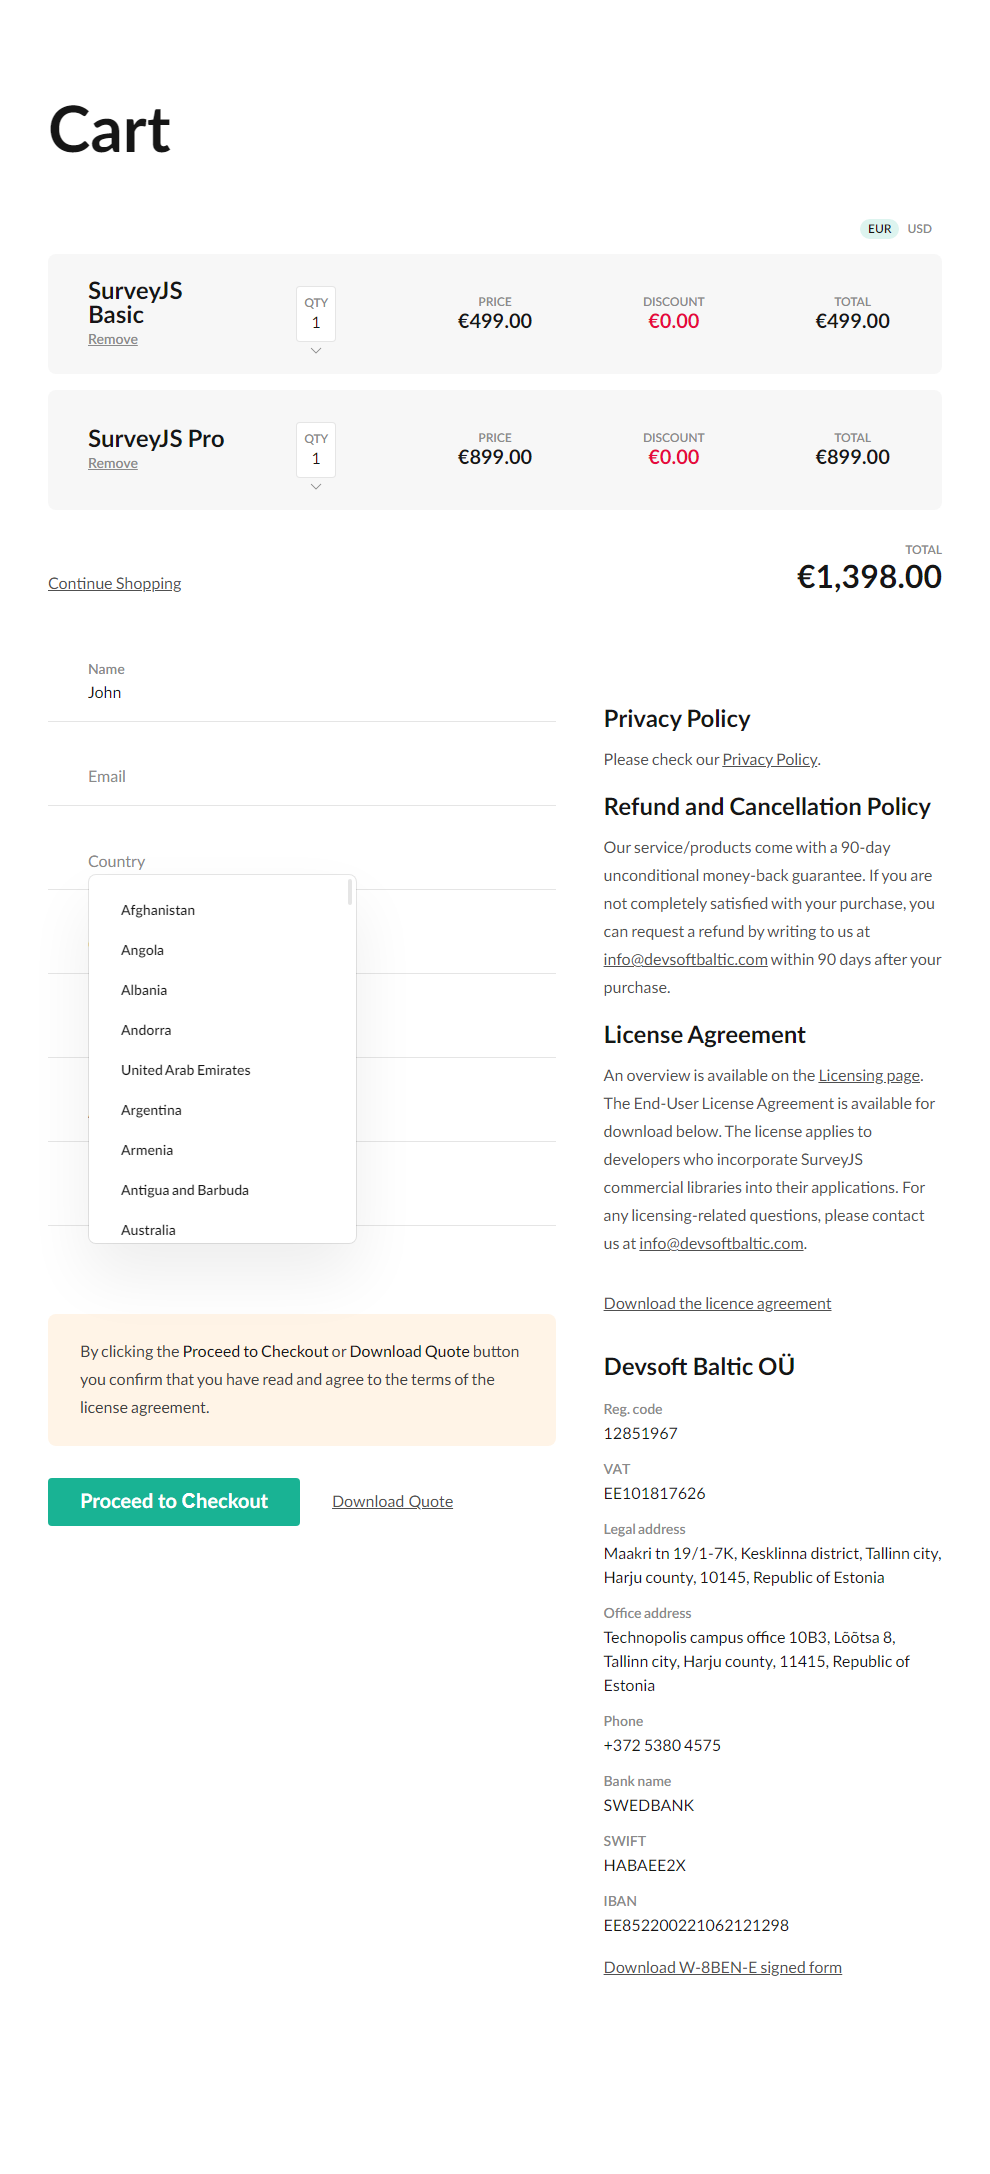 Cart
EUR USD
SurveyJS
Basic
Remove
QTY
1
PRICE
€499.00
DISCOUNT
€0.00
TOTAL
€499.00
SurveyJS Pro
Remove
QTY
1
PRICE
€899.00
DISCOUNT
€0.00
TOTAL
€899.00
TOTAL
€1,398.00
Continue Shopping
Name
John
Email
Country
Afghanistan
Angola
Albania
Andorra
United Arab Emirates
Argentina
Armenia
Antigua and Barbuda
Australia
By clicking the Proceed to Checkout or Download Quote button
you confirm that you have read and agree to the terms of the
license agreement.
Proceed to Checkout
Download Quote
Privacy Policy
Please check our Privacy Policy.
Refund and Cancellation Policy
Our service/products come with a 90-day
unconditional money-back guarantee. If you are
not completely satisfied with your purchase, you
can request a refund by writing to us at
info@devsoftbaltic.com within 90 days after your
purchase.
License Agreement
An overview is available on the Licensing page.
The End-User License Agreement is available for
download below. The license applies to
developers who incorporate SurveyJS
commercial libraries into their applications. For
any licensing-related questions, please contact
us at info@devsoftbaltic.com.
Download the licence agreement
Devsoft Baltic OÜ
Reg. code
12851967
VAT
EE101817626
Legal address
Maakri tn 19/1-7K, Kesklinna district, Tallinn city,
Harju county, 10145, Republic of Estonia
Office address
Technopolis campus office 10B3, Lõõtsa 8,
Tallinn city, Harju county, 11415, Republic of
Estonia
Phone
+372 5380 4575
Bank name
SWEDBANK
SWIFT
HABAEE2X
IBAN
EE852200221062121298
Download W-8BEN-E signed form